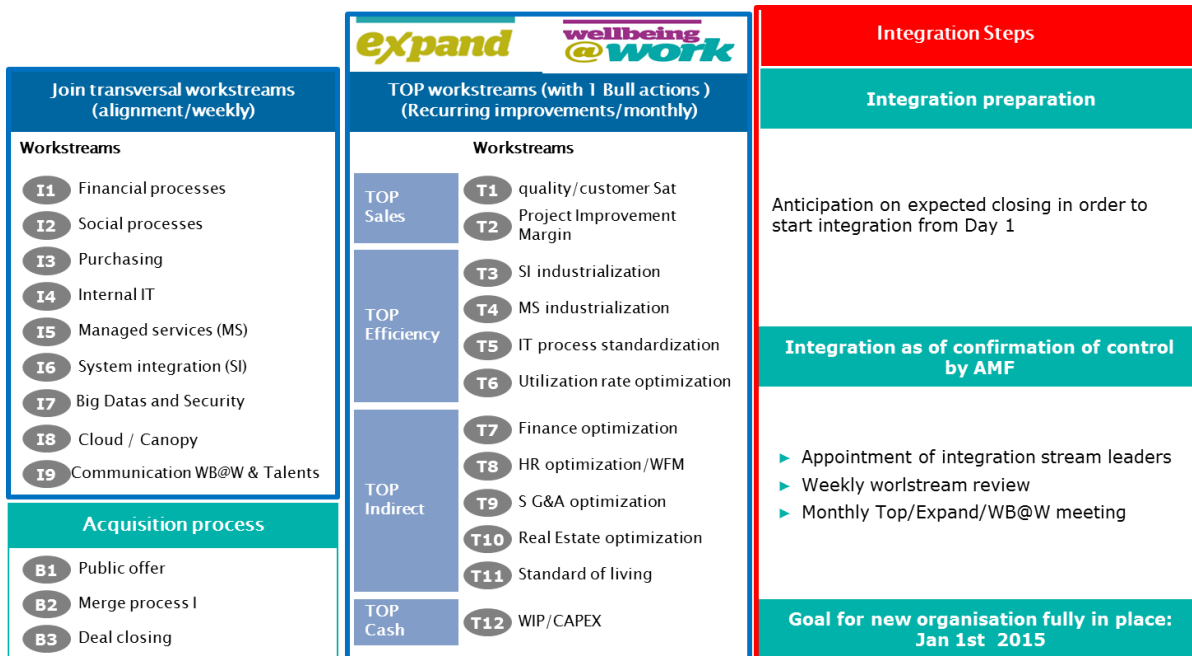 Join transversal workstreams
(alignment/weekly)
Workstreams
I1 Financial processes
I2 Social processes
I3 Purchasing
I4 Internal IT
I5 Managed services (MS)
I6 System integration (SI)
I7 Big Datas and Security
I8 Cloud / Canopy
I9 Communication WB@W & Talents
Acquisition process
B1 Public offer
B2 Merge process I
B3 Deal closing
expand
wellbeing
@work
TOP workstreams (with 1 Bull actions )
(Recurring improvements/monthly)
Workstreams
TOP
Sales
T1 quality/customer Sat
T2 Project Improvement
Margin
TOP
Efficiency
T3 SI industrialization
T4 MS industrialization
T5 IT process standardization
T6 Utilization rate optimization
TOP
Indirect
T7 Finance optimization
T8 HR optimization/WFM
T9 S G&A optimization
T10 Real Estate optimization
T11 Standard of living
TOP
Cash
T12 WIP/CAPEX
Integration Steps
Integration preparation
Anticipation on expected closing in order to
start integration from Day 1
Integration as of confirmation of control
by AMF
► Appointment of integration stream leaders
► Weekly worlstream review
► Monthly Top/Expand/WB@W meeting
Goal for new organisation fully in place:
Jan 1st 2015